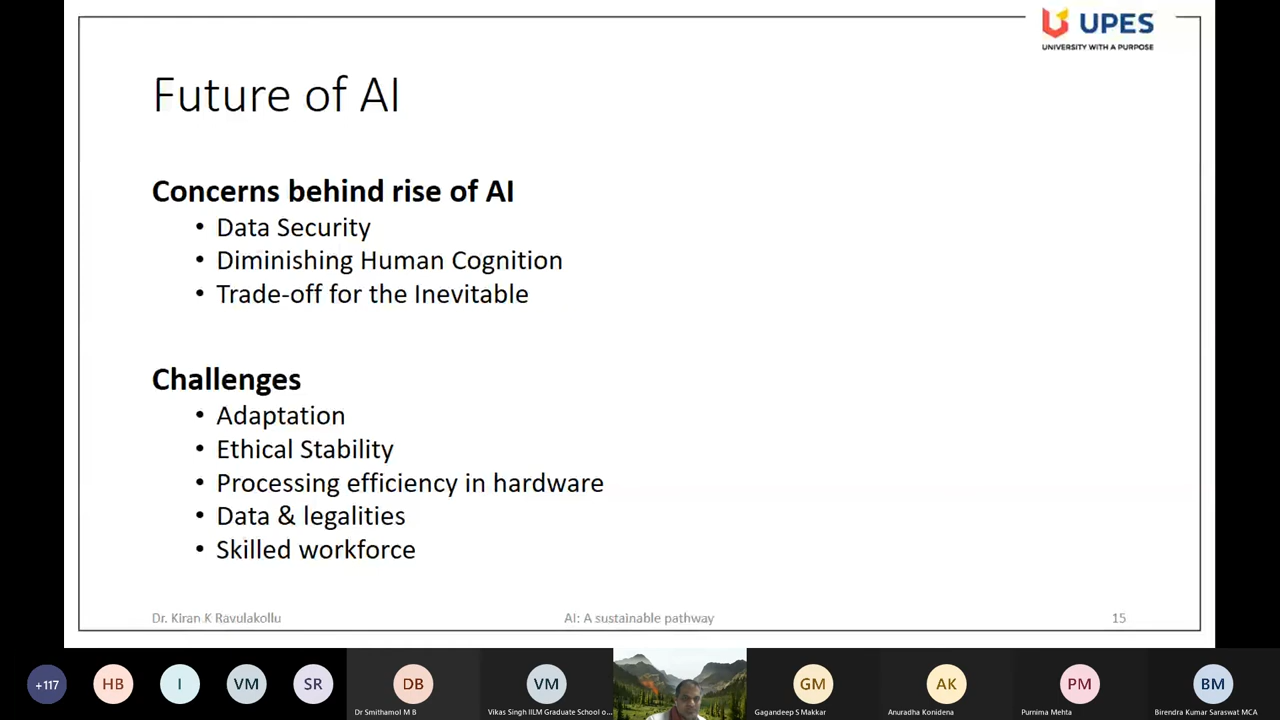 UPES
UNIVERSITY WITH A PURPOSE
Future of AI
Concerns behind rise of AI
• Data Security
• Diminishing Human Cognition
• Trade-off for the Inevitable
Challenges
• Adaptation
• Ethical Stability
• Processing efficiency in hardware
• Data & legalities
• Skilled workforce
Dr. Kiran K Ravulakollu
AI: A sustainable pathway
15
+117
HB
I
VM
SR
DB
VM
GM
AK
PM
BM
Dr Smithamol M B
Vikas Singh IILM Graduate School o...
Gagandeep S Makkar
Anuradha Konidena
Purnima Mehta
Birendra Kumar Saraswat MCA